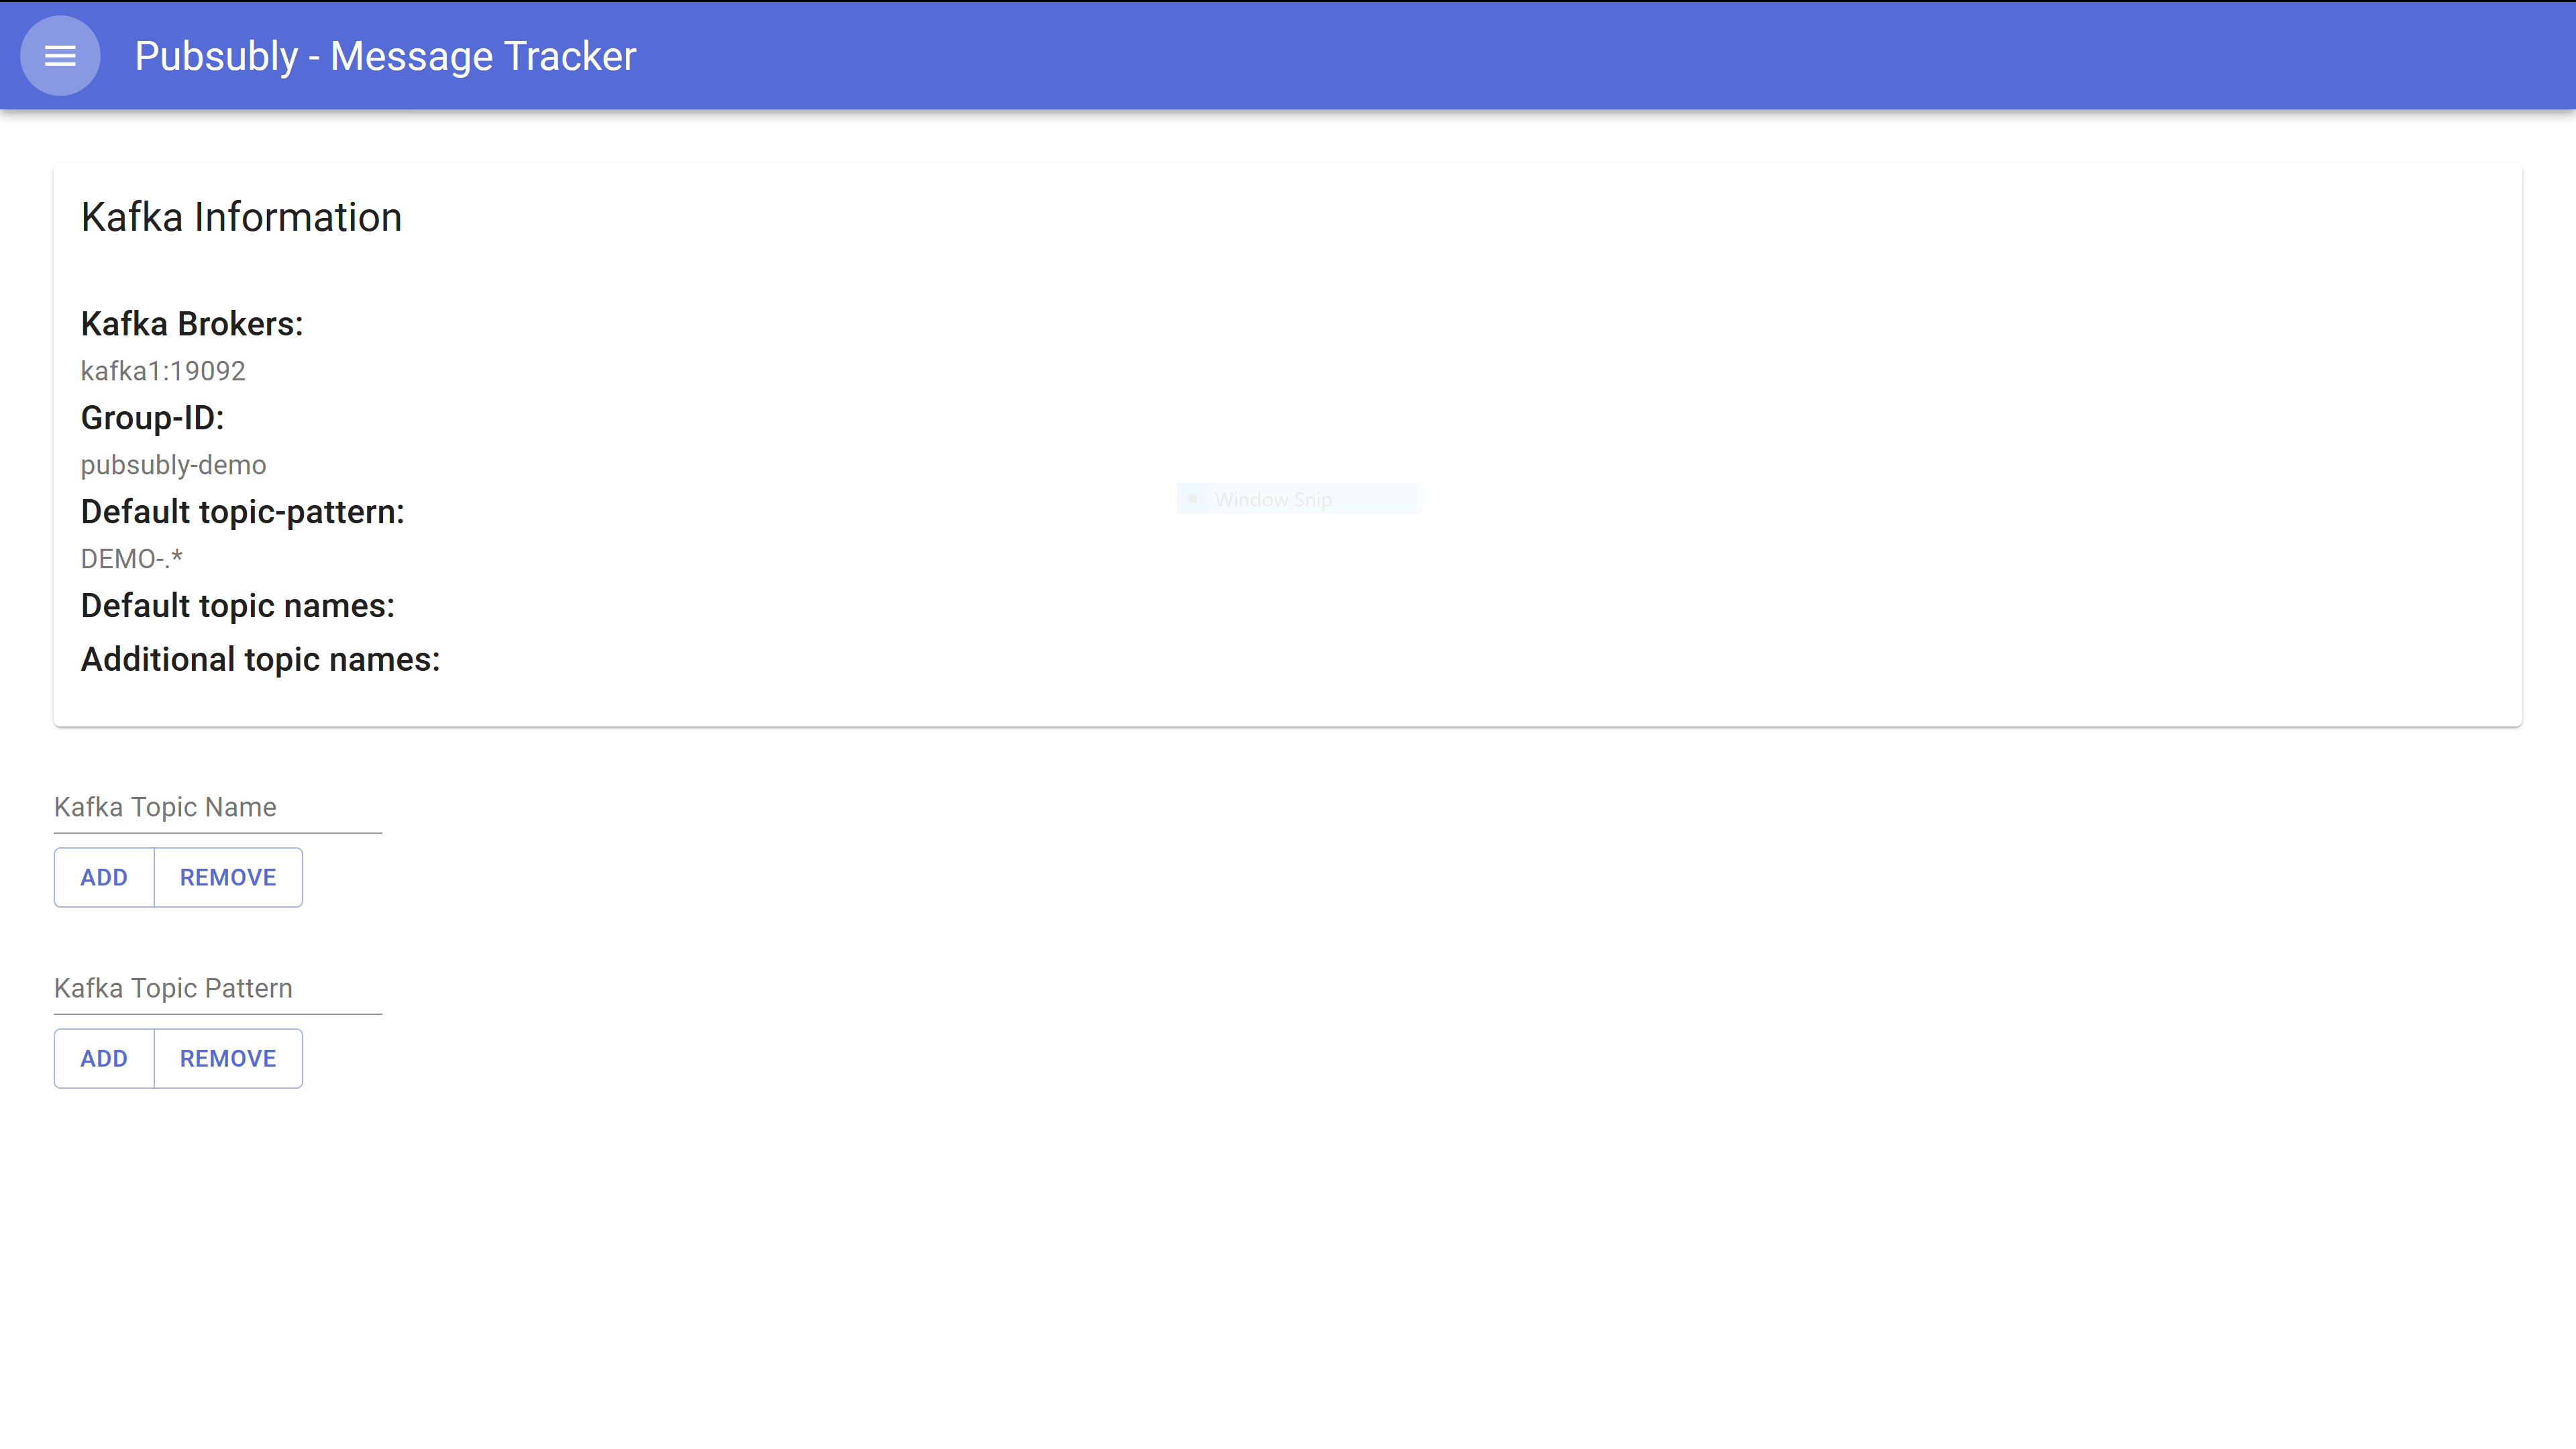 Pubsubly - Message Tracker
Kafka Information
Kafka Brokers:
kafka1:19092
Group-ID:
pubsubly-demo
Window Snip
Default topic-pattern:
DEMO-.*
Default topic names:
Additional topic names:
Kafka Topic Name
ADD REMOVE
Kafka Topic Pattern
ADD REMOVE